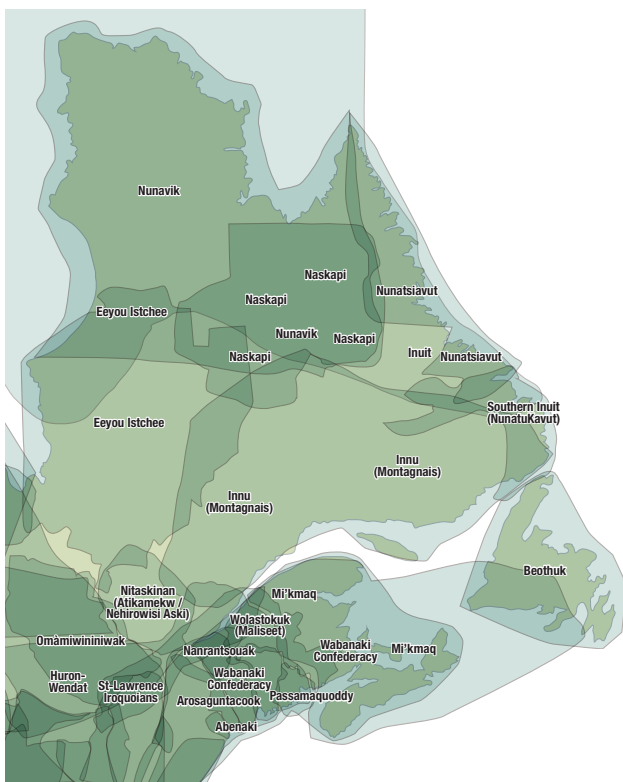 Nunavik
Naskapi
Nunatsiavut
Naskapi
Eeyou Istchee
Nunavik
Naskapi
Inuit
Naskapi
Nunatsiavut
Southern Inuit
(NunatuKavut)
Eeyou Istchee
Innu
(Montagnais)
Innu
(Montagnais)
Beothuk
Nitaskinan
(Atikamekw /
Nehirowisi Aski)
Mi'kmaq
Wolastokuk
(Maliseet)
Omàmiwininiwak
Nanrantsouak
Wabanaki
Confederacy
Mi'kmaq
Huron-
Wendat
St-Lawrence
Iroquoians
Wabanaki
Confederacy
Arosaguntacook
Passamaquoddy
Abenaki